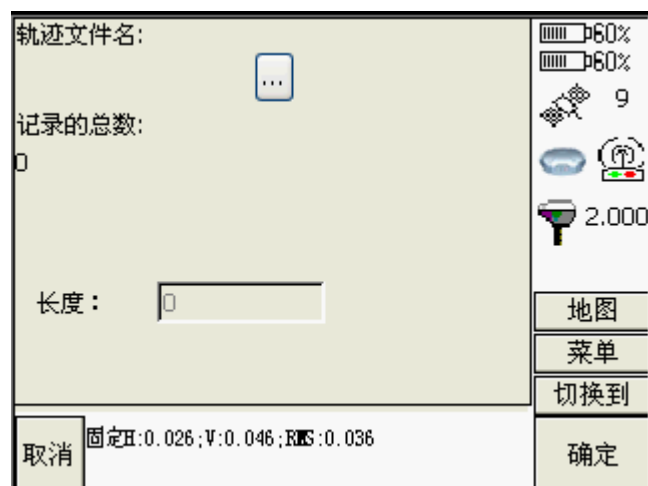 轨迹文件名:
...
记录的总数:
0
长度：
0
60%
60%
9
2.000
地图
菜单
切换到
取消
固定H:0.026;V:0.046;RMS:0.036
确定